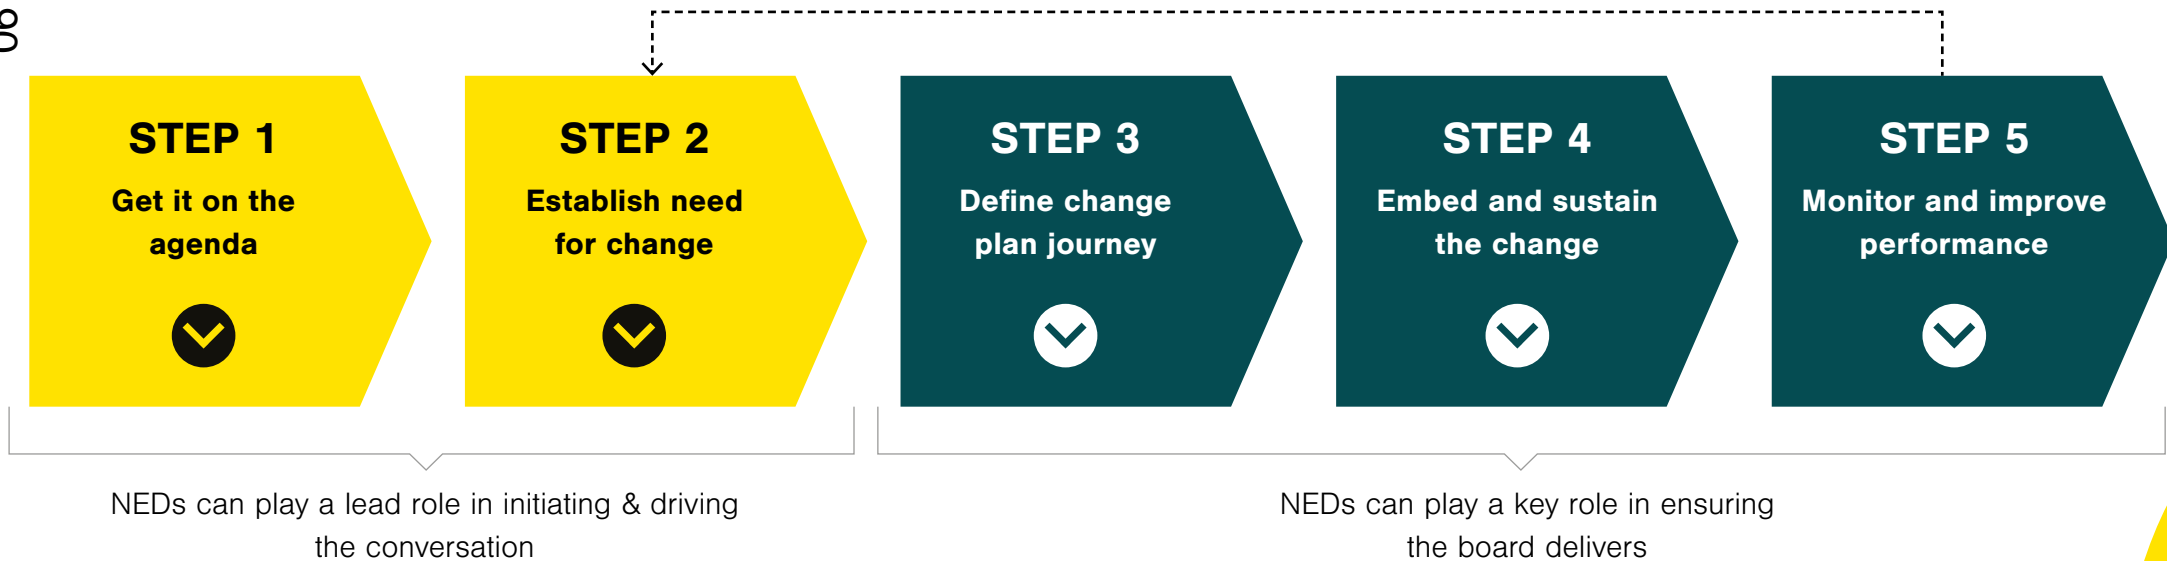 STEP 1
Get it on the
agenda
STEP 2
Establish need
for change
STEP 3
Define change
plan journey
STEP 4
Embed and sustain
the change
STEP 5
Monitor and improve
performance
NEDs can play a lead role in initiating & driving
the conversation
NEDs can play a key role in ensuring
the board delivers